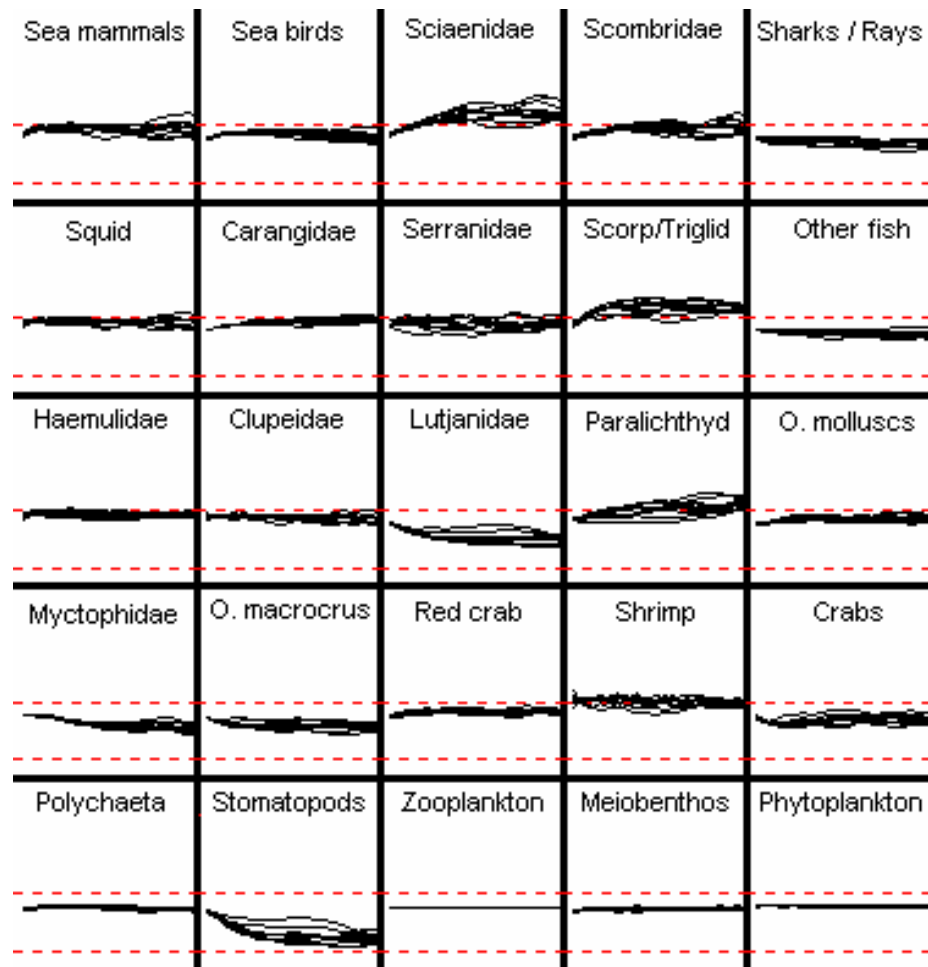 Sea mammals
Sea birds
Sciaenidae
Scombridae
Sharks / Rays
Squid
Carangidae
Serranidae
Scorp/Triglid
Other fish
Haemulidae
Clupeidae
Lutjanidae
Paralichthyd
O. molluscs
Myctophidae
O. macrocrus
Red crab
Shrimp
Crabs
Polychaeta
Stomatopods
Zooplankton
Meiobenthos
Phytoplankton